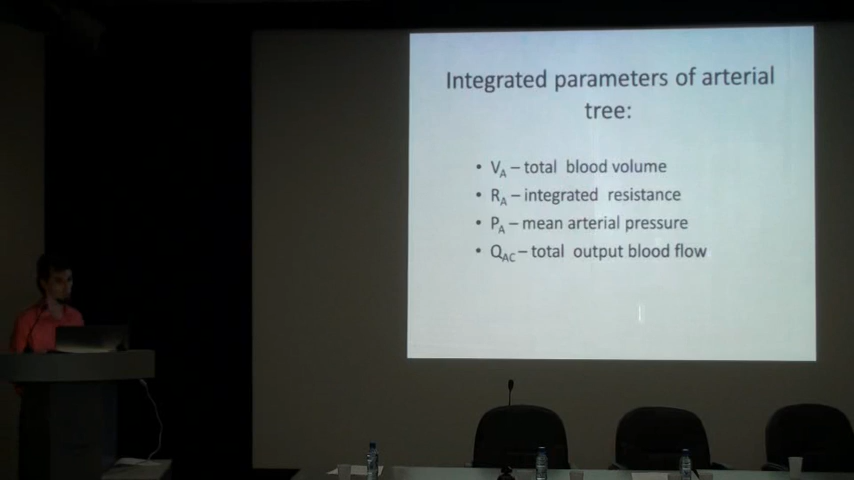 Integrated parameters of arterial
tree:
• V_A – total blood volume
• R_A – integrated resistance
• P_A – mean arterial pressure
• Q_AC – total output blood flow